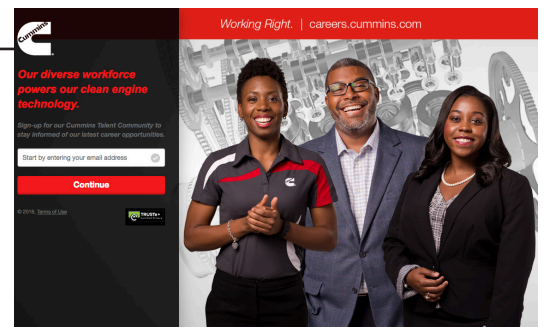 Working Right. | careers.cummins.com
Cummins
Our diverse workforce
powers our clean engine
technology.
Sign-up for our Cummins Talent Community to
stay informed of our latest career opportunities.
Start by entering your email address
Continue
© 2016, Terms of Use
TRUSTe